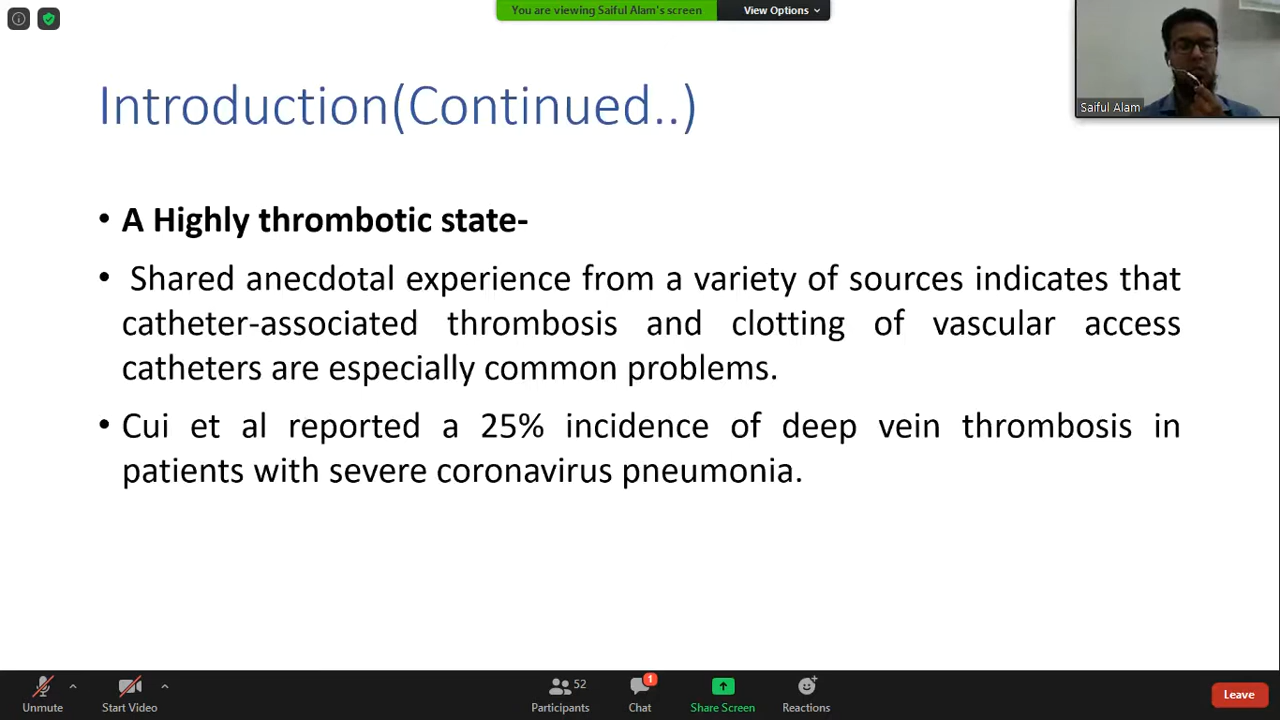 You are viewing Saiful Alam's screen
View Options
Saiful Alam
Introduction(Continued..)
• A Highly thrombotic state-
• Shared anecdotal experience from a variety of sources indicates that
catheter-associated thrombosis and clotting of vascular access
catheters are especially common problems.
• Cui et al reported a 25% incidence of deep vein thrombosis in
patients with severe coronavirus pneumonia.
Unmute
Start Video
52
Participants
1
Chat
Share Screen
Reactions
Leave